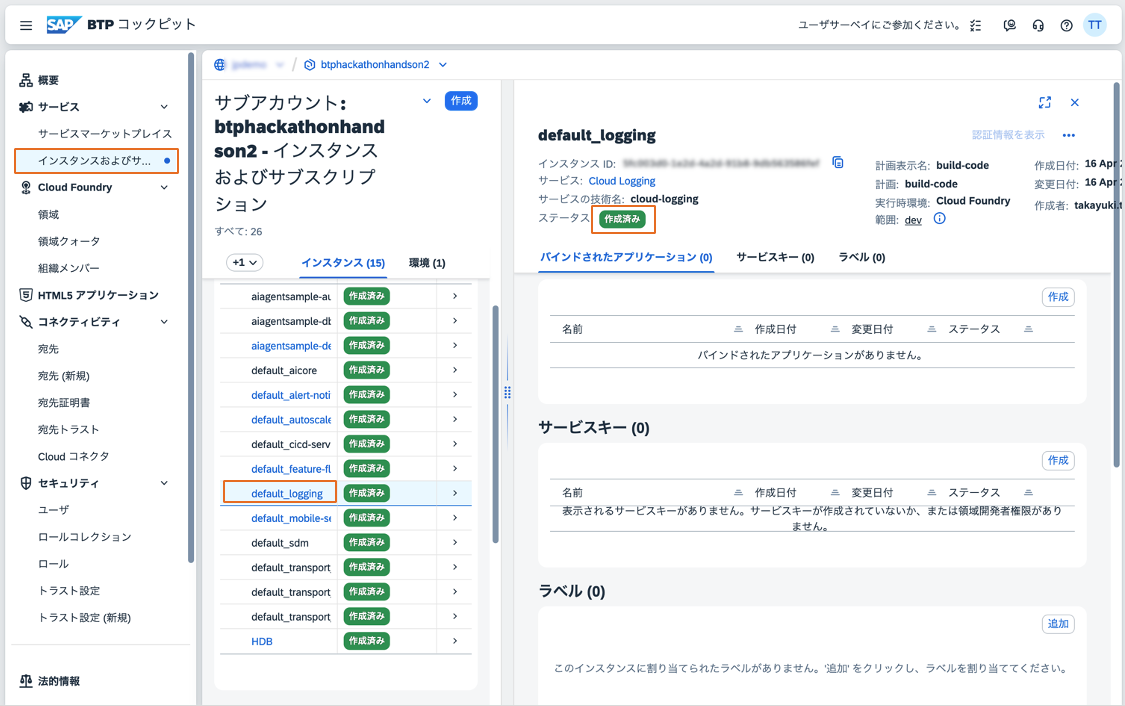 SAP BTP コックピット
ユーザサーベイにご参加ください。
TT
概要
サービス
サービスマーケットプレイス
インスタンスおよびサ...
Cloud Foundry
領域
領域クォータ
組織メンバー
HTML5 アプリケーション
コネクティビティ
宛先
宛先 (新規)
宛先証明書
宛先トラスト
Cloud コネクタ
セキュリティ
ユーザ
ロールコレクション
ロール
トラスト設定
トラスト設定 (新規)
法的情報
/ btphackathonhandson2
サブアカウント:
btphackathonhand
son2 - インスタンス
およびサブスクリプ
ション
作成
すべて: 26
+1
インスタンス (15)
環境 (1)
aiagentsample-au 作成済み
aiagentsample-db 作成済み
aiagentsample-de 作成済み
default_aicore 作成済み
default_alert-noti 作成済み
default_autoscale 作成済み
default_cicd-serv 作成済み
default_feature-fl 作成済み
default_logging 作成済み
default_mobile-se 作成済み
default_sdm 作成済み
default_transport 作成済み
default_transport 作成済み
default_transport 作成済み
HDB 作成済み
default_logging
認証情報を表示
インスタンス ID:
サービス: Cloud Logging
サービスの技術名: cloud-logging
ステータス 作成済み
計画表示名: build-code
計画: build-code
実行時環境: Cloud Foundry
範囲: dev
作成日付: 16 Apr 2
変更日付: 16 Apr 2
作成者: takayuki.t
バインドされたアプリケーション (0)
サービスキー (0)
ラベル (0)
作成
名前 作成日付 変更日付 ステータス
バインドされたアプリケーションがありません。
サービスキー (0)
作成
名前 作成日付 変更日付 ステータス
表示されるサービスキーがありません。サービスキーが作成されていないか、または領域開発者権限があり
ません。
ラベル (0)
追加
このインスタンスに割り当てられたラベルがありません。'追加' をクリックし、ラベルを割り当ててください。